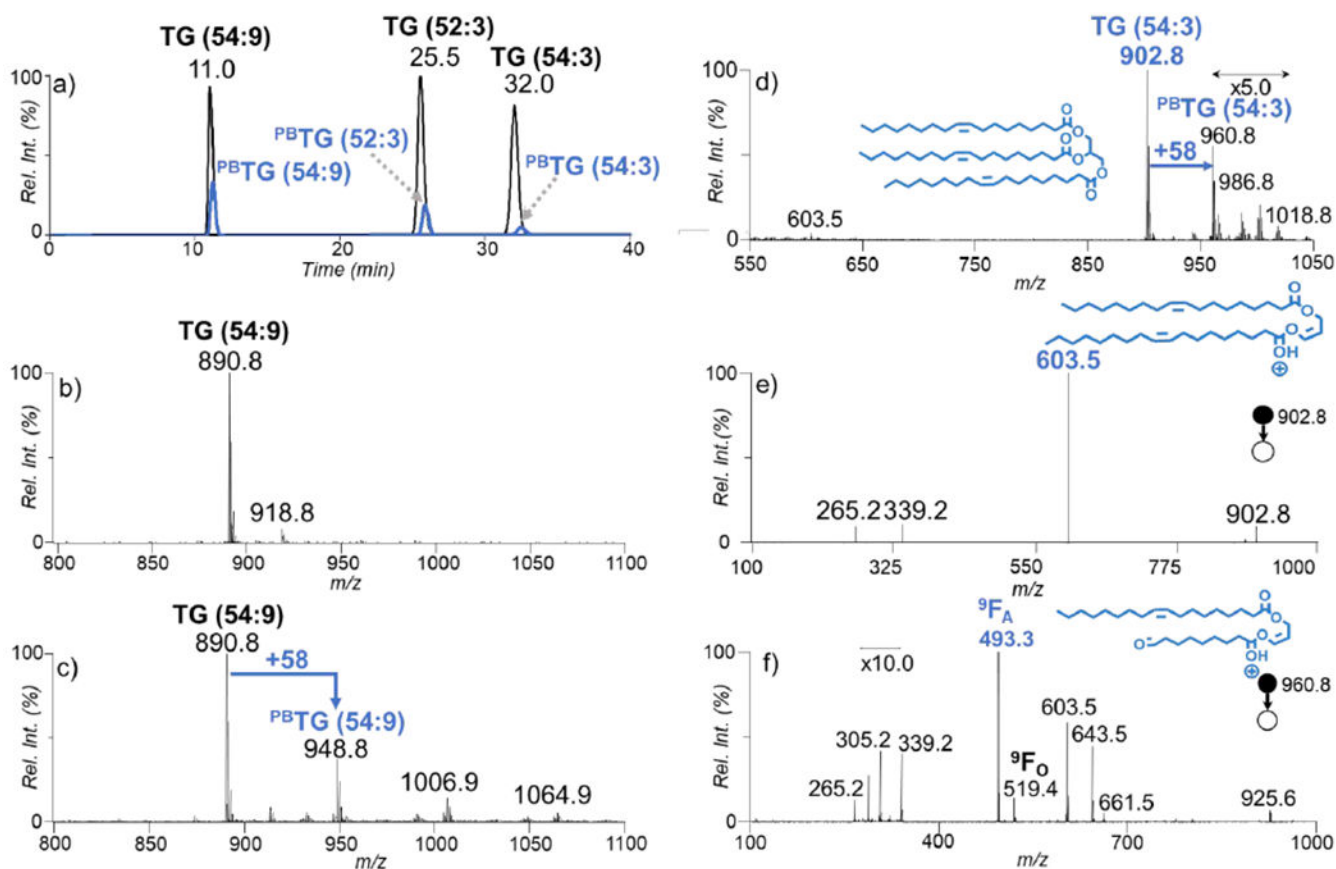 a)
TG (54:9)
11.0
TG (52:3)
25.5
TG (54:3)
32.0
PBTG (52:3)
PBTG (54:9)
PBTG (54:3)
Rel. Int. (%)
100
0
0
10
20
30
40
Time (min)
b)
TG (54:9)
890.8
918.8
Rel. Int. (%)
100
0
800
850
900
950
1000
1050
1100
m/z
c)
TG (54:9)
890.8
+58
PBTG (54:9)
948.8
1006.9
1064.9
Rel. Int. (%)
100
0
800
850
900
950
1000
1050
1100
m/z
d)
TG (54:3)
902.8
x5.0
PBTG (54:3)
960.8
+58
986.8
1018.8
603.5
O
O
O
O
O
O
Rel. Int. (%)
100
0
550
650
750
850
950
1050
m/z
e)
O
O
O
OH
603.5
902.8
265.2
339.2
902.8
Rel. Int.(%)
100
0
100
325
550
775
1000
m/z
f)
9FA
493.3
x10.0
O
O
O
O
OH
960.8
603.5
643.5
305.2
339.2
9FO
519.4
265.2
661.5
925.6
Rel. Int. (%)
100
0
100
400
700
1000
m/z